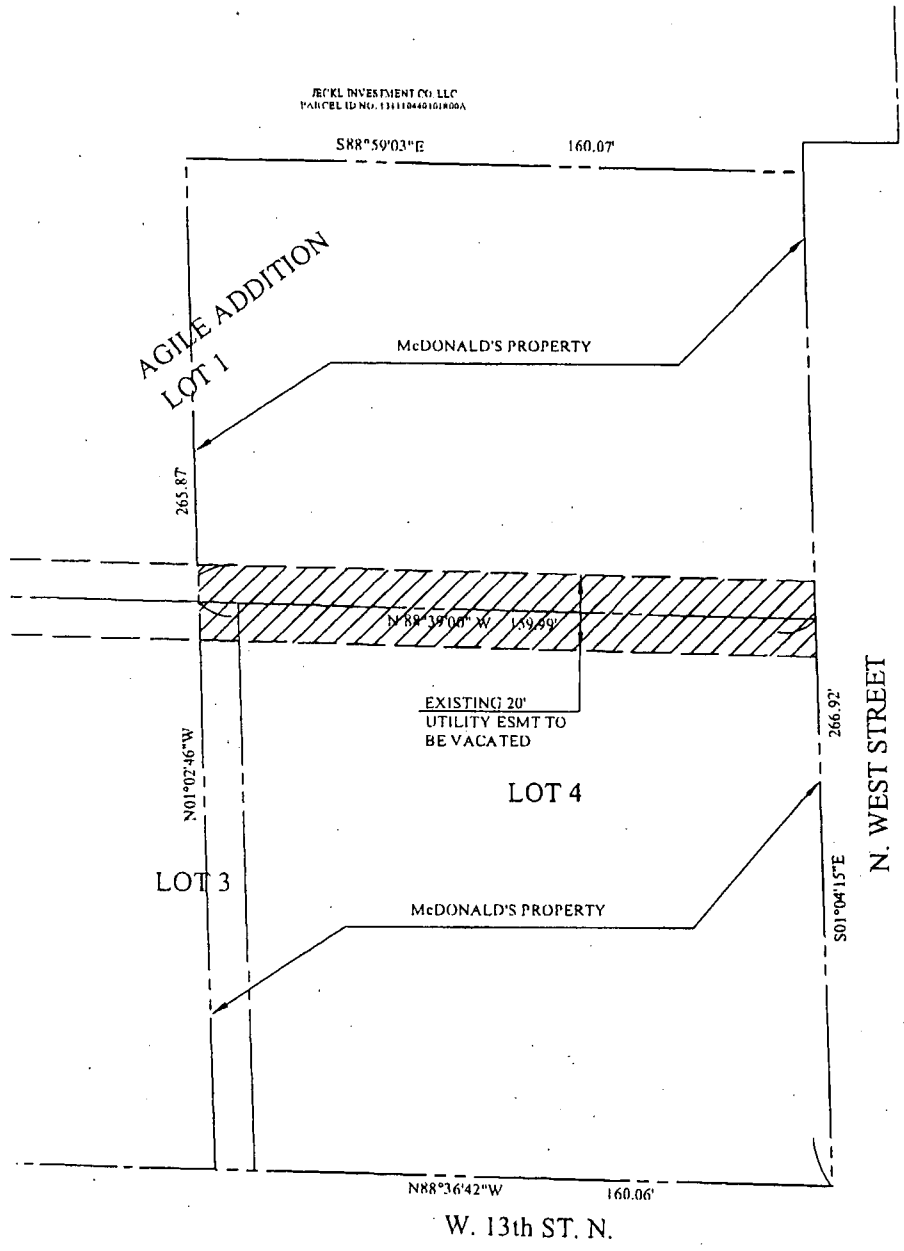 JECKL INVESTMENT CO. LLC
S88°59'03"E 160.07'
AGILE ADDITION
LOT 1
McDONALD'S PROPERTY
265.87'
N 88°39'00" W 159.99'
EXISTING 20'
UTILITY ESMT TO
BE VACATED
266.92'
N. WEST STREET
N01°02'46"W
LOT 4
LOT 3
S01°04'15"E
McDONALD'S PROPERTY
N88°36'42"W 160.06'
W. 13th ST. N.